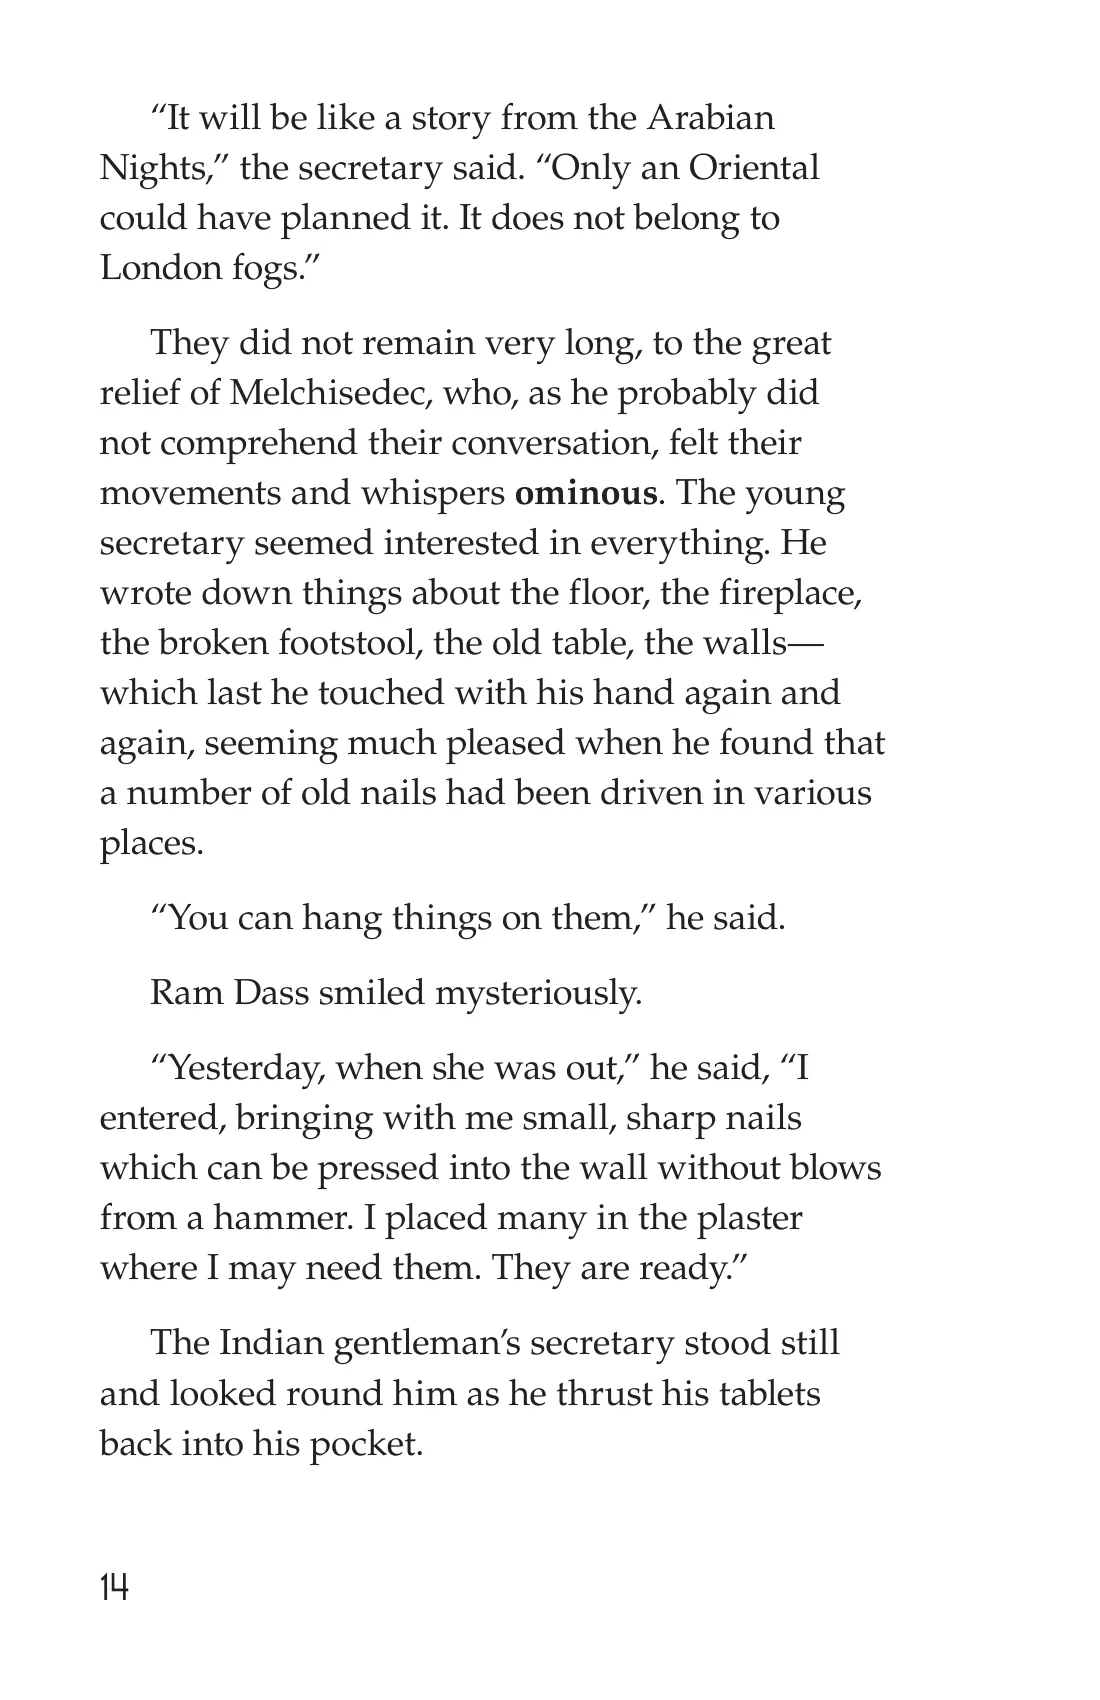 “It will be like a story from the Arabian
Nights,” the secretary said. “Only an Oriental
could have planned it. It does not belong to
London fogs.”
They did not remain very long, to the great
relief of Melchisedec, who, as he probably did
not comprehend their conversation, felt their
movements and whispers ominous. The young
secretary seemed interested in everything. He
wrote down things about the floor, the fireplace,
the broken footstool, the old table, the walls—
which last he touched with his hand again and
again, seeming much pleased when he found that
a number of old nails had been driven in various
places.
“You can hang things on them,” he said.
Ram Dass smiled mysteriously.
“Yesterday, when she was out,” he said, “I
entered, bringing with me small, sharp nails
which can be pressed into the wall without blows
from a hammer. I placed many in the plaster
where I may need them. They are ready.”
The Indian gentleman’s secretary stood still
and looked round him as he thrust his tablets
back into his pocket.
14